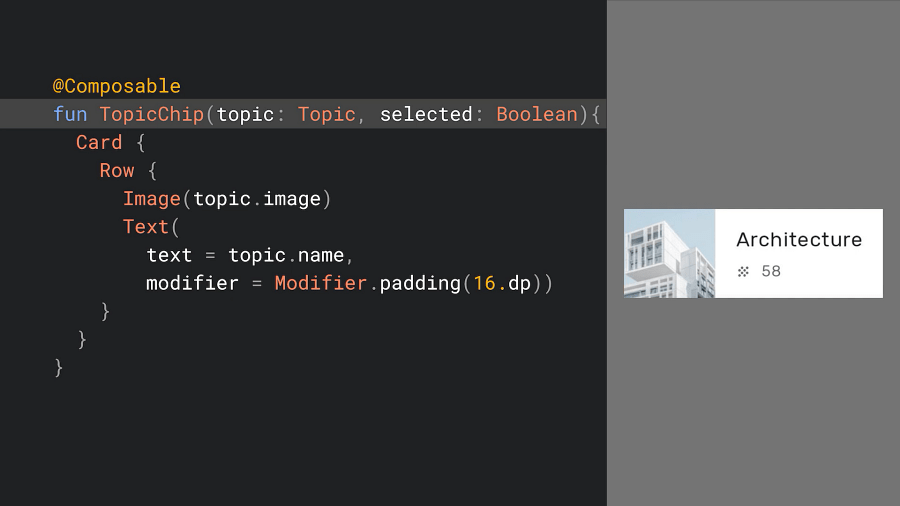 @Composable
fun TopicChip(topic: Topic, selected: Boolean){
Card {
Row {
Image(topic.image)
Text(
text = topic.name,
modifier = Modifier.padding(16.dp))
}
}
}
Architecture
58